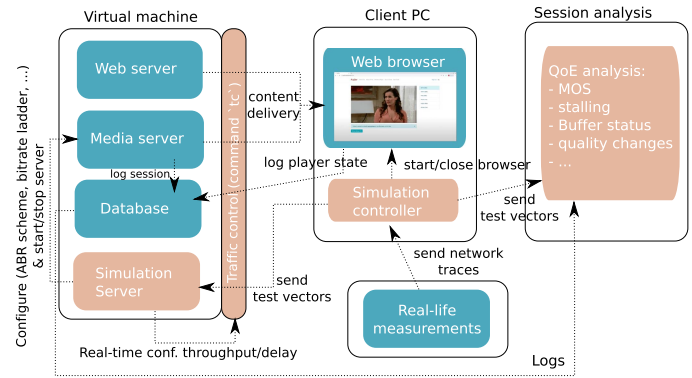 Virtual machine
Client PC
Session analysis
Web server
Media server
log session
Database
Simulation
Server
Traffic control (command `tc`)
Configure (ABR scheme, bitrate ladder, ...)
& start/stop server
Real-time conf. throughput/delay
content
delivery
log player state
Web browser
start/close browser
Simulation
controller
send
test vectors
send
test vectors
send network
traces
Real-life
measurements
QoE analysis:
- MOS
- stalling
- Buffer status
- quality changes
- ...
Logs